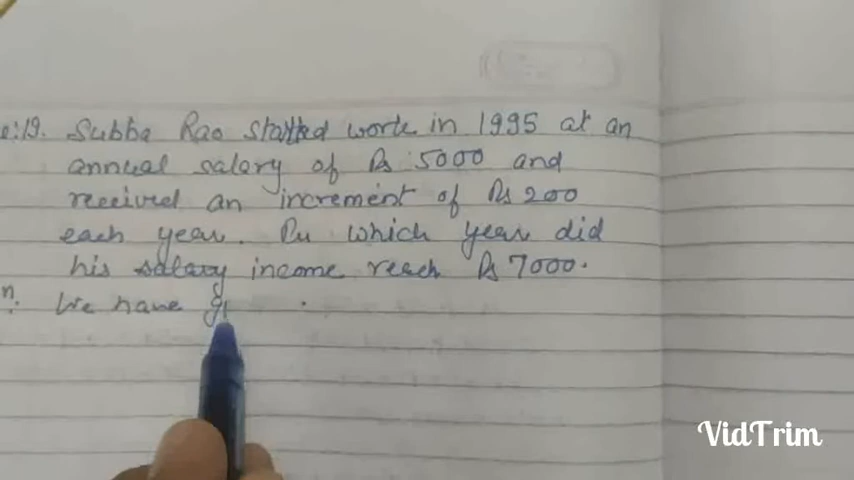 e:19. Subba Rao started work in 1995 at an
annual salary of Rs 5000 and
received an increment of Rs 200
each year. In which year did
his salary income reach Rs 7000.
n: We have gi
VidTrim